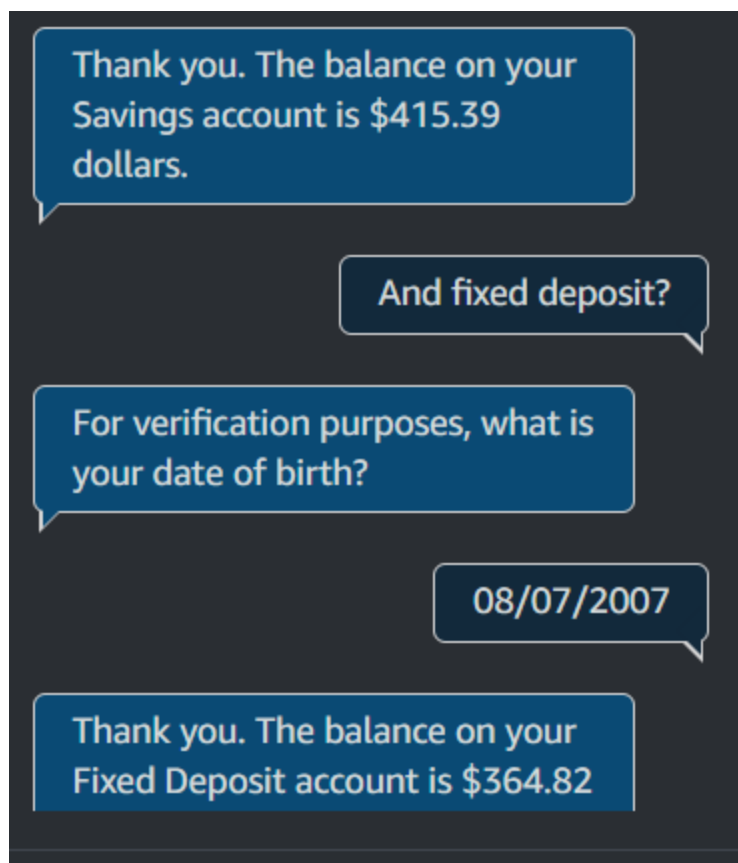 Thank you. The balance on your
Savings account is $415.39
dollars.
And fixed deposit?
For verification purposes, what is
your date of birth?
08/07/2007
Thank you. The balance on your
Fixed Deposit account is $364.82